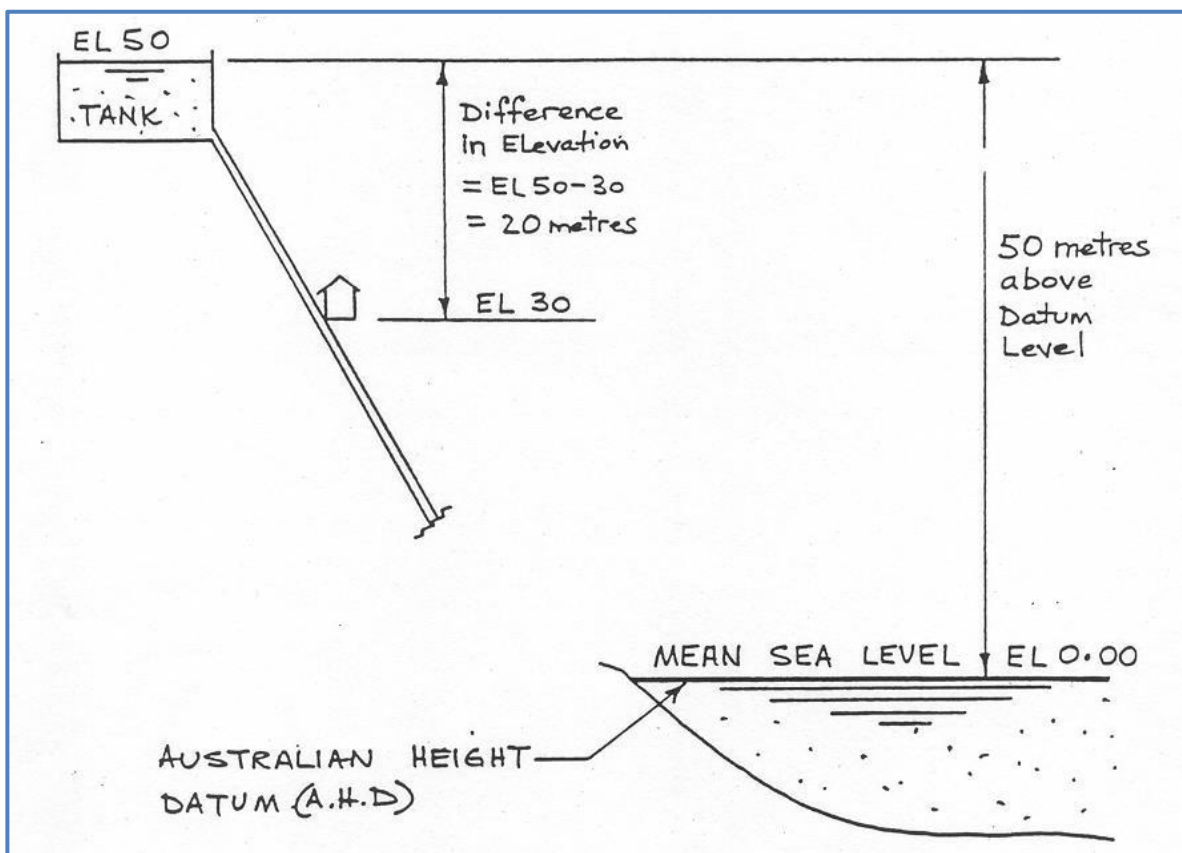 EL 50
TANK
Difference
in Elevation
= EL 50-30
= 20 metres
EL 30
50 metres
above
Datum
Level
MEAN SEA LEVEL EL 0.00
AUSTRALIAN HEIGHT
DATUM (A.H.D)